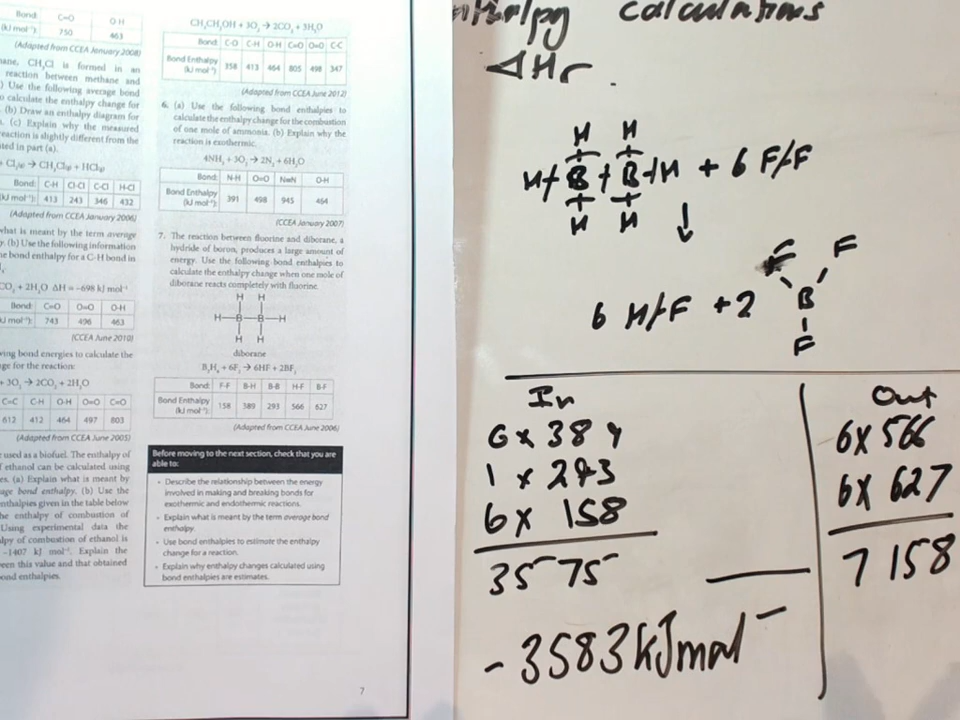 Bond C=O O-H
(kJ mol⁻¹) 750 463
(Adapted from CCEA January 2008)
CH₃Cl is formed in an
reaction between methane and
Use the following average bond
o calculate the enthalpy change for
(b) Draw an enthalpy diagram for
(c) Explain why the measured
reaction is slightly different from the
ted in part (a).
+ Cl₂(g) → CH₃Cl(g) + HCl(g)
Bond: C-H Cl-Cl C-Cl H-Cl
(kJ mol⁻¹): 413 243 346 432
(Adapted from CCEA January 2006)
what is meant by the term average
(b) Use the following information
bond enthalpy for a C-H bond in
CO₂ + 2H₂O ΔH = −698 kJ mol⁻¹
Bond: C=O O=O O-H
kJ mol⁻¹): 743 496 463
(CCEA June 2010)
ving bond energies to calculate the
ge for the reaction:
+ 3O₂ → 2CO₂ + 2H₂O
C=C C-H O-H O=O C=O
612 412 464 497 803
(Adapted from CCEA June 2005)
used as a biofuel. The enthalpy of
f ethanol can be calculated using
es. (a) Explain what is meant by
age bond enthalpy. (b) Use the
nthalpies given in the table below
he enthalpy of combustion of
Using experimental data the
lpy of combustion of ethanol is
−1407 kJ mol⁻¹. Explain the
een this value and that obtained
ond enthalpies.
CH₃CH₂OH + 3O₂ → 2CO₂ + 3H₂O
Bond: C-O C-H O-H C=O O=O C-C
Bond Enthalpy
(kJ mol⁻¹): 358 413 464 805 498 347
(Adapted from CCEA June 2012)
6. (a) Use the following bond enthalpies to
calculate the enthalpy change for the combustion
of one mole of ammonia. (b) Explain why the
reaction is exothermic.
4NH₃ + 3O₂ → 2N₂ + 6H₂O
Bond: N-H O=O N≡N O-H
Bond Enthalpy
(kJ mol⁻¹): 391 498 945 464
(CCEA January 2007)
7. The reaction between fluorine and diborane, a
hydride of boron, produces a large amount of
energy. Use the following bond enthalpies to
calculate the enthalpy change when one mole of
diborane reacts completely with fluorine.
H H
H—B—B—H
H H
diborane
B₂H₆ + 6F₂ → 6HF + 2BF₃
Bond: F-F B-H B-B H-F B-F
Bond Enthalpy
(kJ mol⁻¹): 158 389 293 566 627
(Adapted from CCEA June 2006)
Before moving to the next section, check that you are
able to:
• Describe the relationship between the energy
involved in making and breaking bonds for
exothermic and endothermic reactions.
• Explain what is meant by the term average bond
enthalpy.
• Use bond enthalpies to estimate the enthalpy
change for a reaction.
• Explain why enthalpy changes calculated using
bond enthalpies are estimates.
7
calculations
ΔHr
H H
H B B H + 6 F/F
H H
↓
6 H/F + 2
F F
B
F
In Out
6 x 389 6 x 566
1 x 293 6 x 627
6 x 158
3575 — 7158
-3583 kJmol⁻